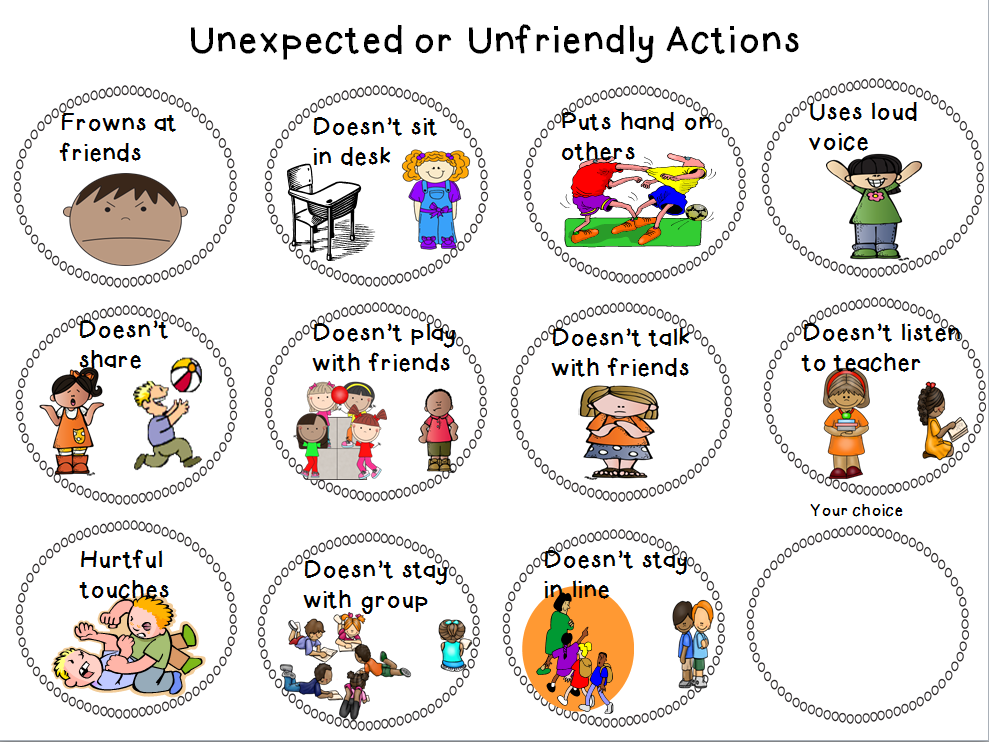 Unexpected or Unfriendly Actions
Frowns at
friends
Doesn't sit
in desk
Puts hand on
others
Uses loud
voice
Doesn't
share
Doesn't play
with friends
Doesn't talk
with friends
Doesn't listen
to teacher
Your choice
Hurtful
touches
Doesn't stay
with group
Doesn't stay
in line